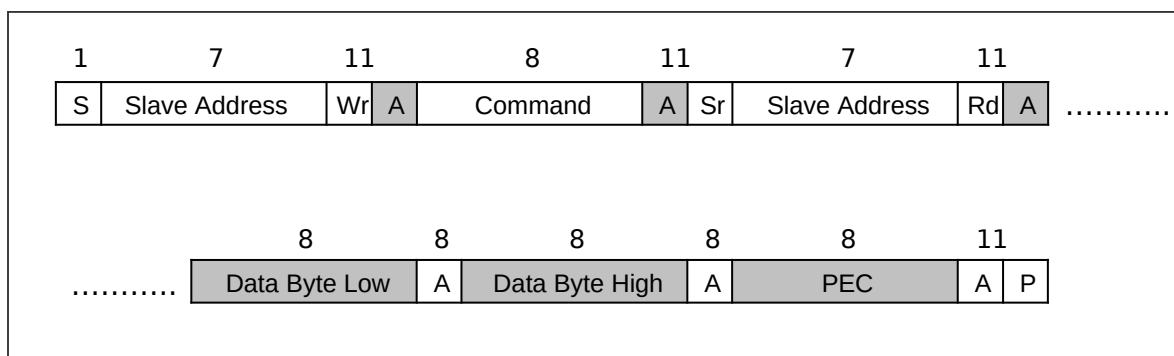 1 7 11 8 11 7 11
S Slave Address Wr A Command A Sr Slave Address Rd A ...........
8 8 8 8 8 11
........... Data Byte Low A Data Byte High A PEC A P